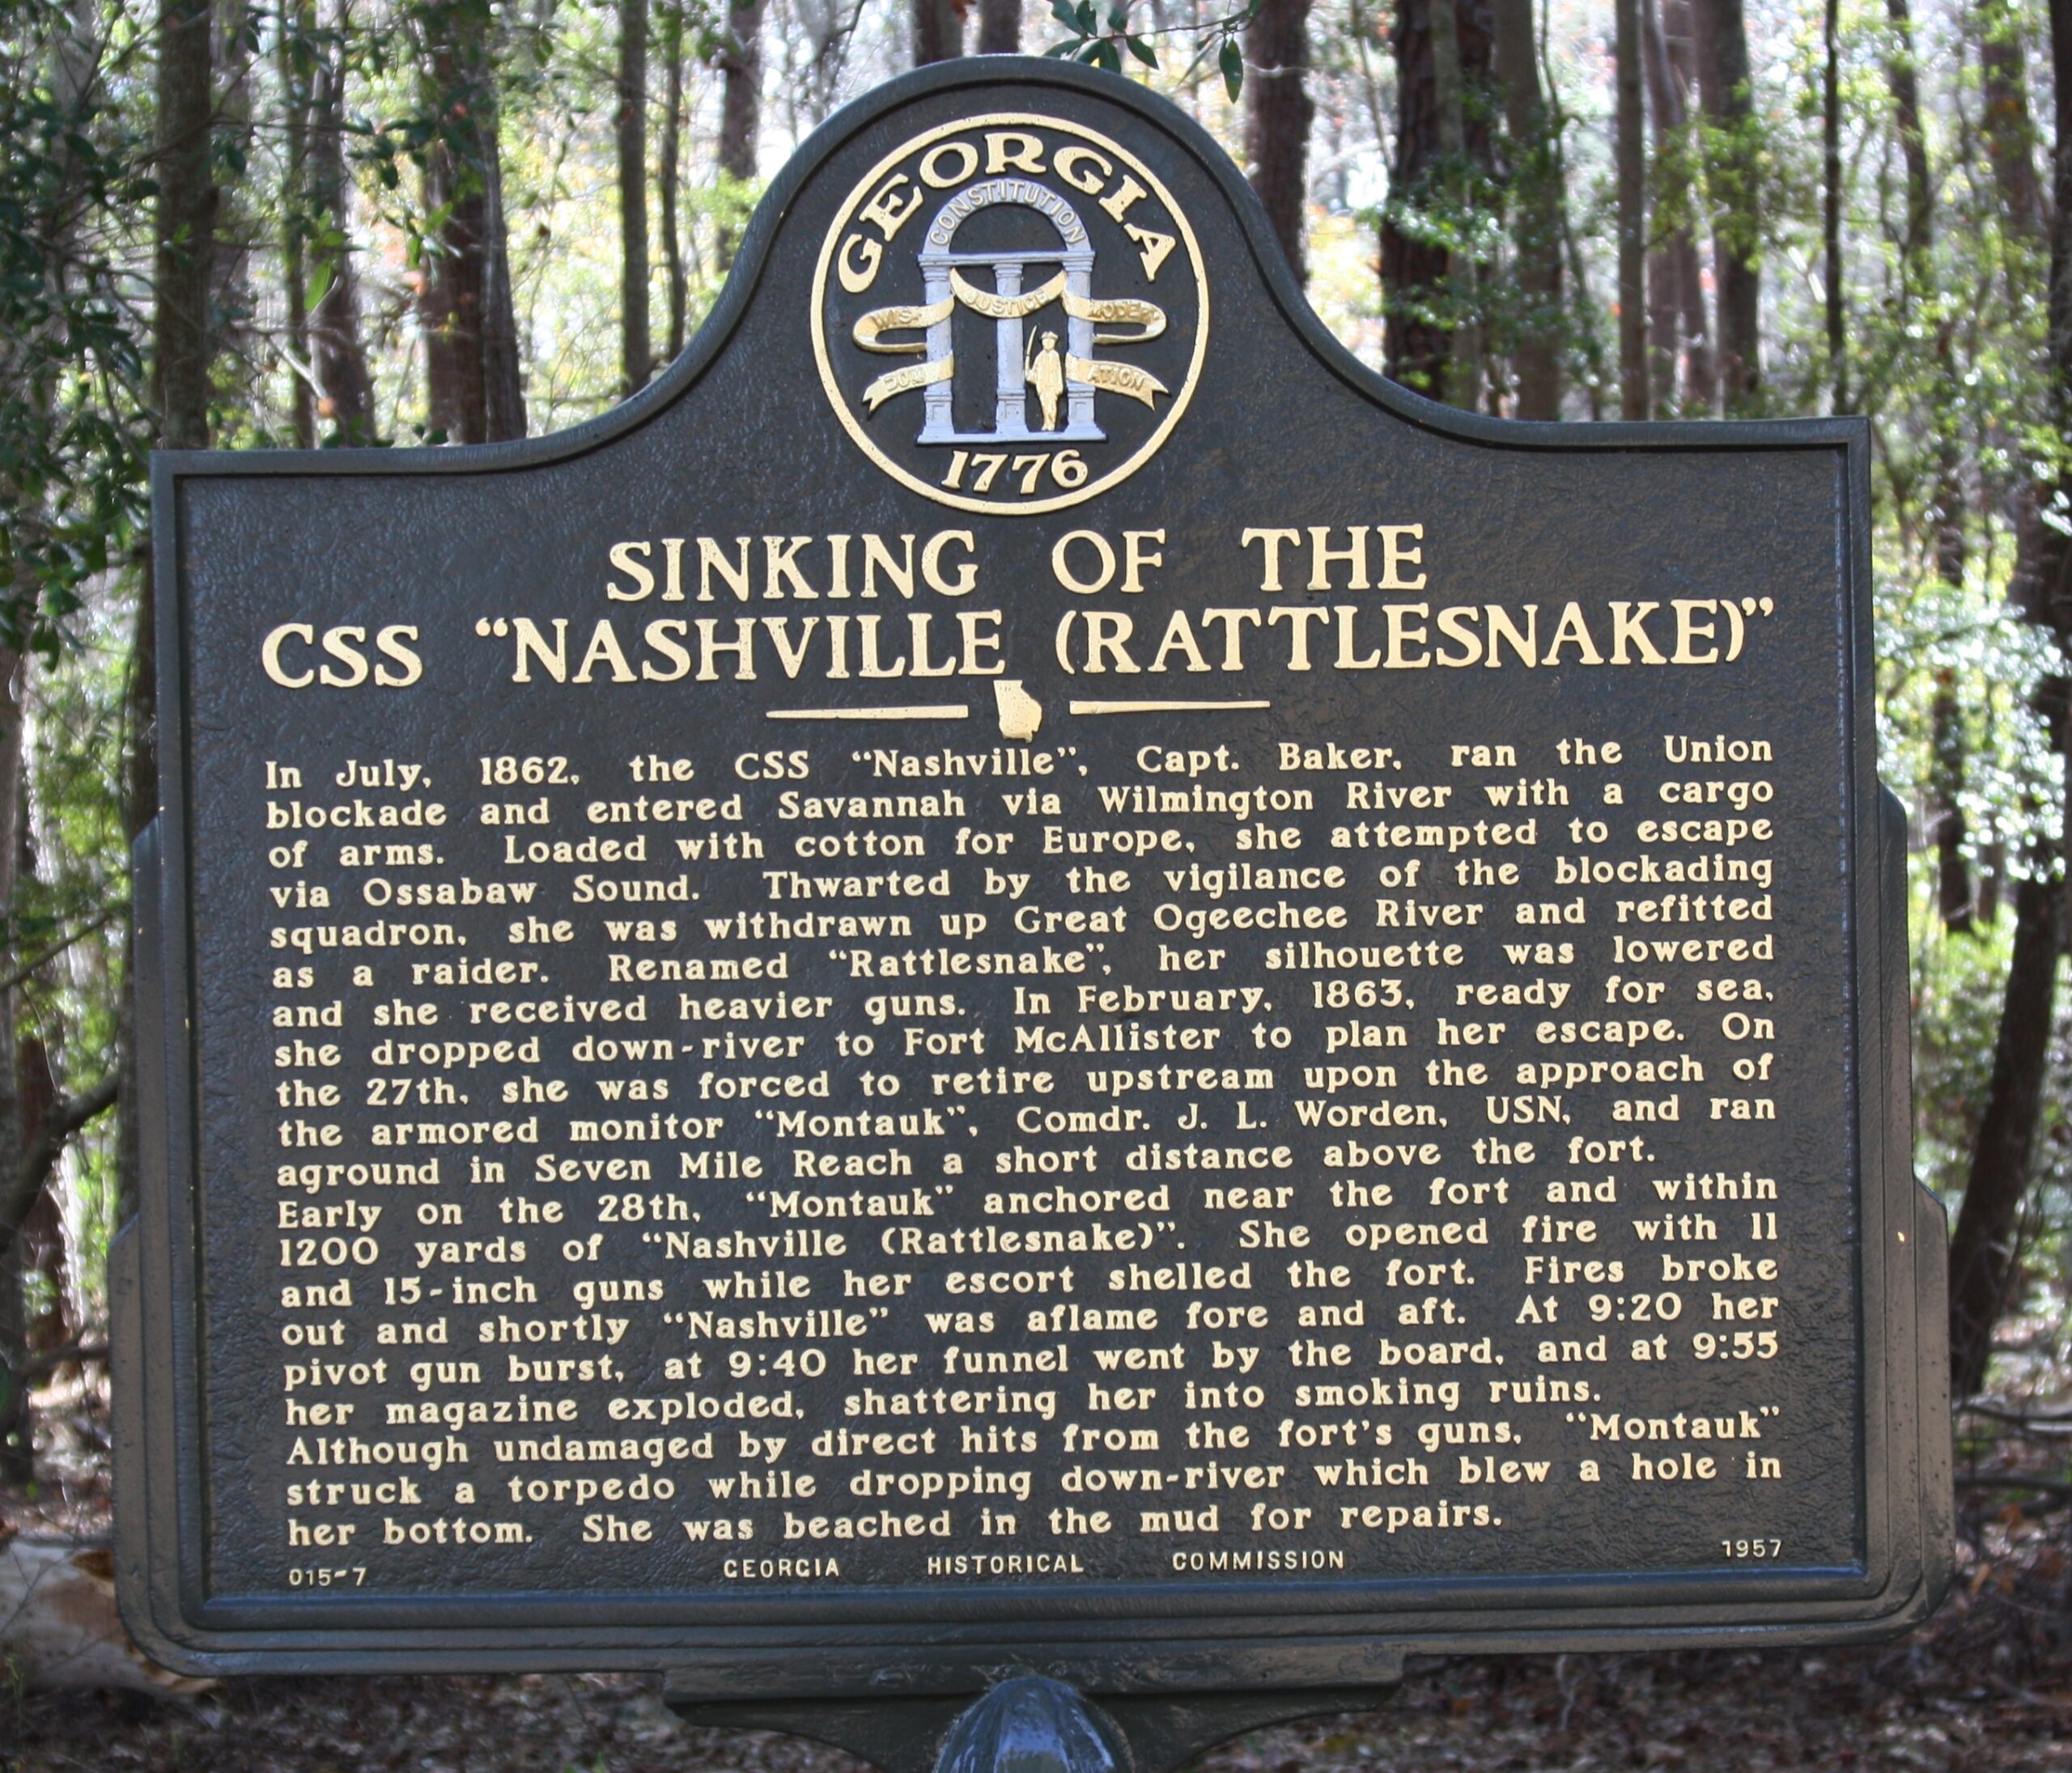 GEORGIA
CONSTITUTION
WIS- JUSTICE MODER
DOM ATION
1776
SINKING OF THE
CSS “NASHVILLE (RATTLESNAKE)”
In July, 1862, the CSS “Nashville”, Capt. Baker, ran the Union
blockade and entered Savannah via Wilmington River with a cargo
of arms. Loaded with cotton for Europe, she attempted to escape
via Ossabaw Sound. Thwarted by the vigilance of the blockading
squadron, she was withdrawn up Great Ogeechee River and refitted
as a raider. Renamed “Rattlesnake”, her silhouette was lowered
and she received heavier guns. In February, 1863, ready for sea,
she dropped down-river to Fort McAllister to plan her escape. On
the 27th, she was forced to retire upstream upon the approach of
the armored monitor “Montauk”, Comdr. J. L. Worden, USN, and ran
aground in Seven Mile Reach a short distance above the fort.
Early on the 28th, “Montauk” anchored near the fort and within
1200 yards of “Nashville (Rattlesnake)”. She opened fire with 11
and 15-inch guns while her escort shelled the fort. Fires broke
out and shortly “Nashville” was aflame fore and aft. At 9:20 her
pivot gun burst, at 9:40 her funnel went by the board, and at 9:55
her magazine exploded, shattering her into smoking ruins.
Although undamaged by direct hits from the fort’s guns, “Montauk”
struck a torpedo while dropping down-river which blew a hole in
her bottom. She was beached in the mud for repairs.
015-7 GEORGIA HISTORICAL COMMISSION 1957